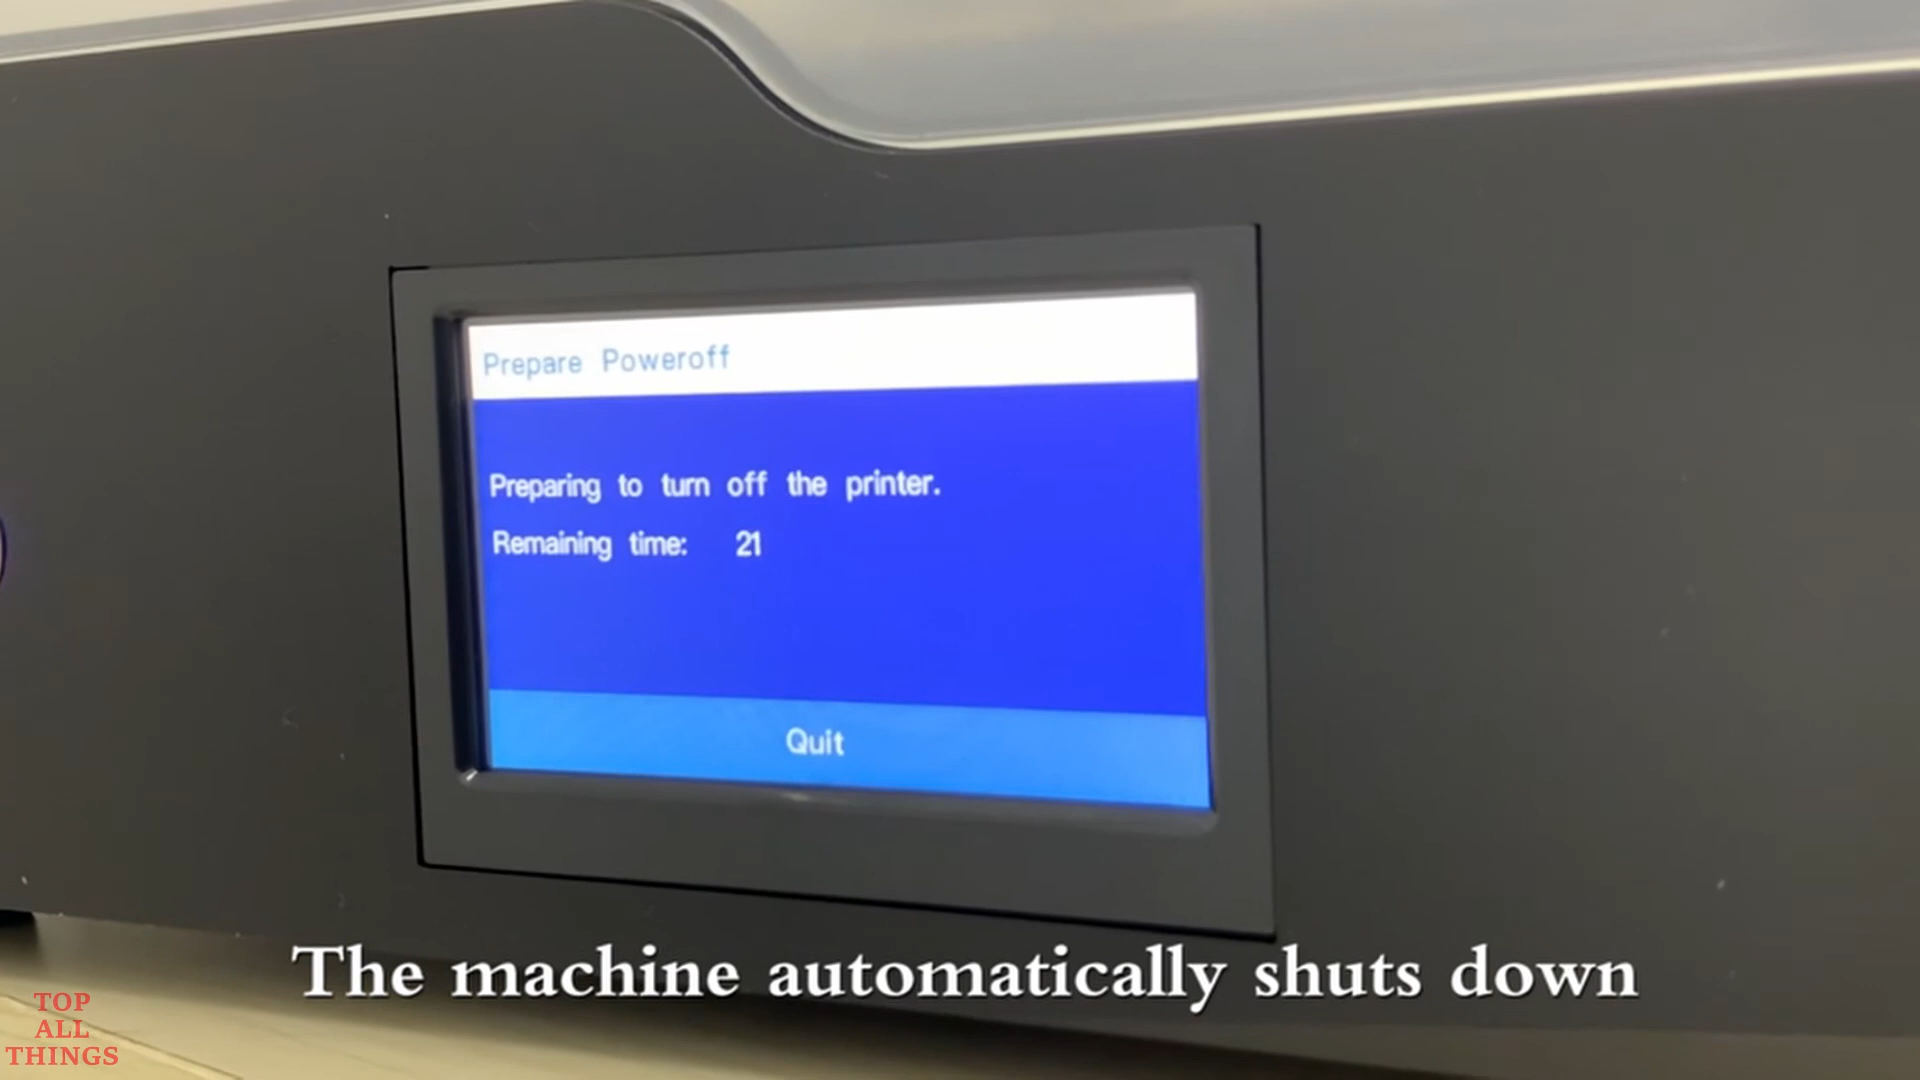 Prepare Poweroff
Preparing to turn off the printer.
Remaining time: 21
Quit
The machine automatically shuts down
TOP
ALL
THINGS